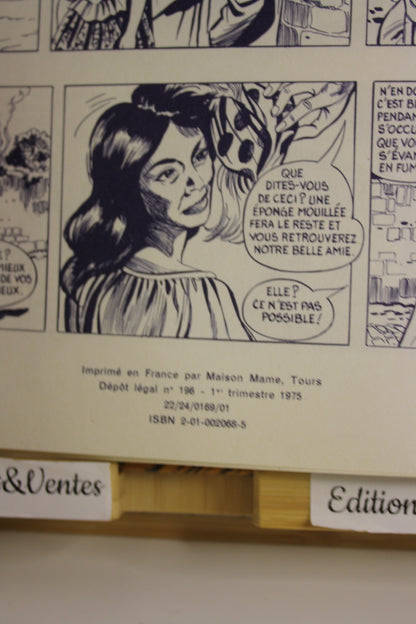 ?
MIEUX
DE VOS
EUX.
QUE
DITES-VOUS
DE CECI ? UNE
ÉPONGE MOUILLÉE
FERA LE RESTE ET
VOUS RETROUVEREZ
NOTRE BELLE AMIE.
ELLE ?
CE N'EST PAS
POSSIBLE !
N'EN DO
C'EST BI
PENDAN
S'OCCU
QUE VOU
S'ÉVAN
EN FUM
Imprimé en France par Maison Mame, Tours
Dépôt légal n° 196 - 1er trimestre 1975
22/24/0169/01
ISBN 2-01-002068-5
&Ventes
Edition